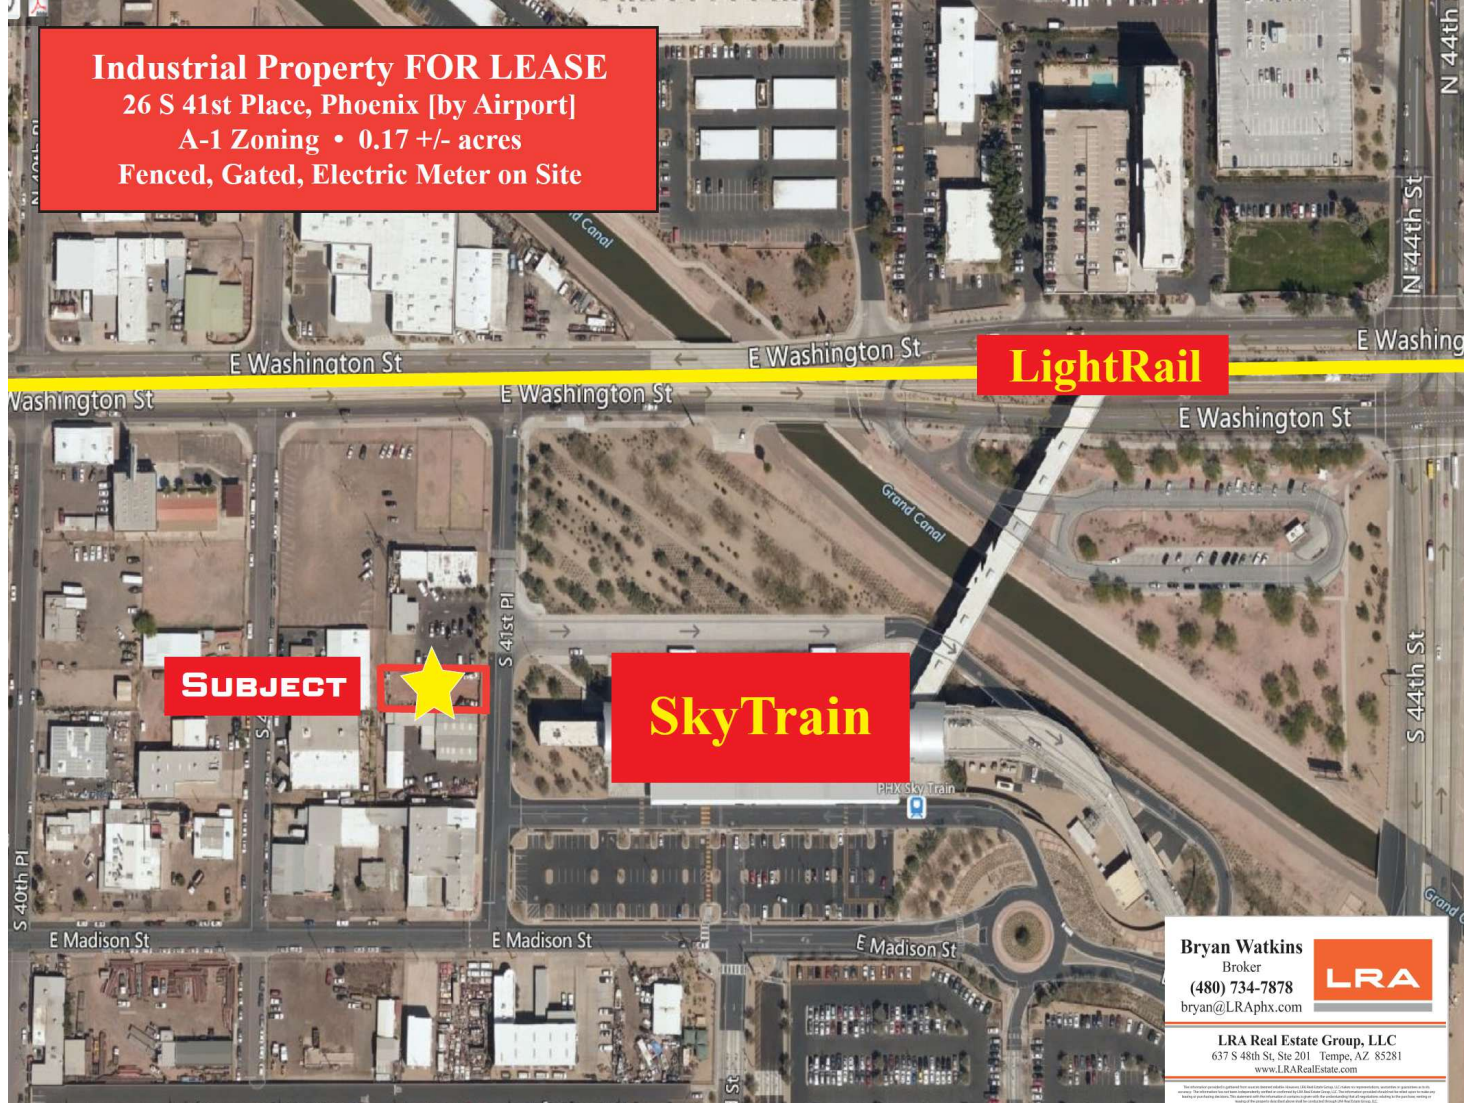 Industrial Property FOR LEASE
26 S 41st Place, Phoenix [by Airport]
A-1 Zoning • 0.17 +/- acres
Fenced, Gated, Electric Meter on Site
N 44th
N 44th St
Grand Canal
E Washington St
E Washington St
E Washing
LightRail
Washington St
E Washington St
E Washington St
Grand Canal
S 41st Pl
SUBJECT
SkyTrain
S 44th St
PHX Sky Train
S 40th Pl
E Madison St
E Madison St
E Madison St
Grand
St
Bryan Watkins
Broker
(480) 734-7878
bryan@LRAphx.com
LRA
LRA Real Estate Group, LLC
637 S 48th St, Ste 201 Tempe, AZ 85281
www.LRARealEstate.com